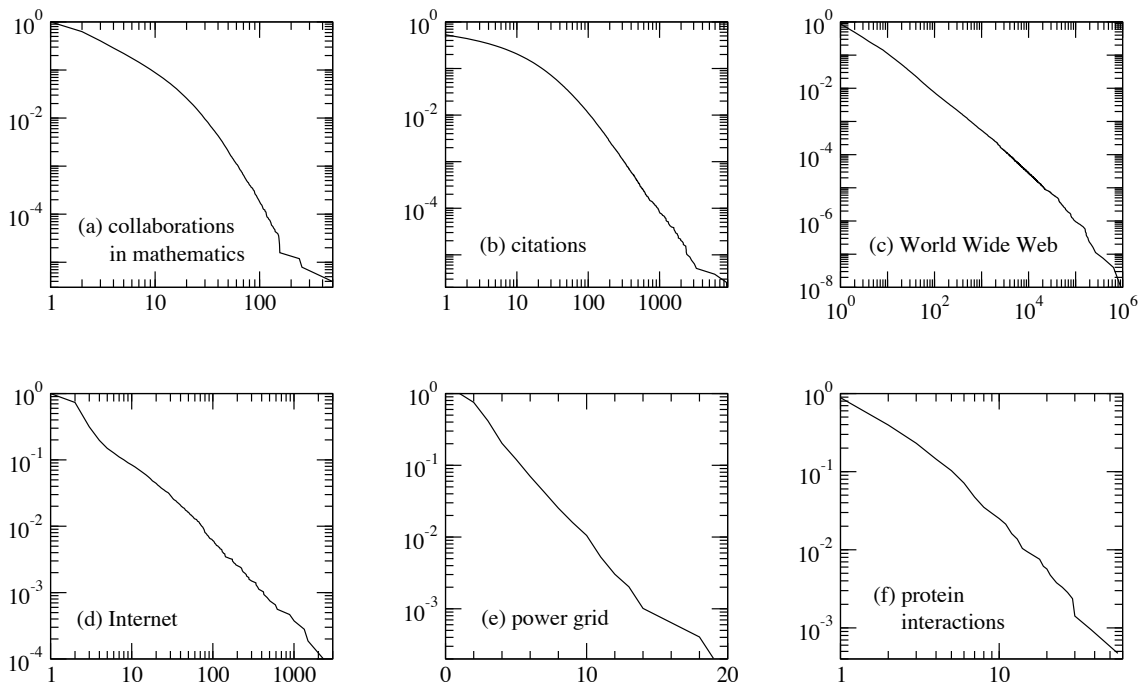 10^0
10^-2
10^-4
(a) collaborations
in mathematics
1 10 100
10^0
10^-2
10^-4
(b) citations
1 10 100 1000
10^0
10^-2
10^-4
10^-6
10^-8
(c) World Wide Web
10^0 10^2 10^4 10^6
10^0
10^-1
10^-2
10^-3
10^-4
(d) Internet
1 10 100 1000
10^0
10^-1
10^-2
10^-3
(e) power grid
0 10 20
10^0
10^-1
10^-2
10^-3
(f) protein
interactions
1 10